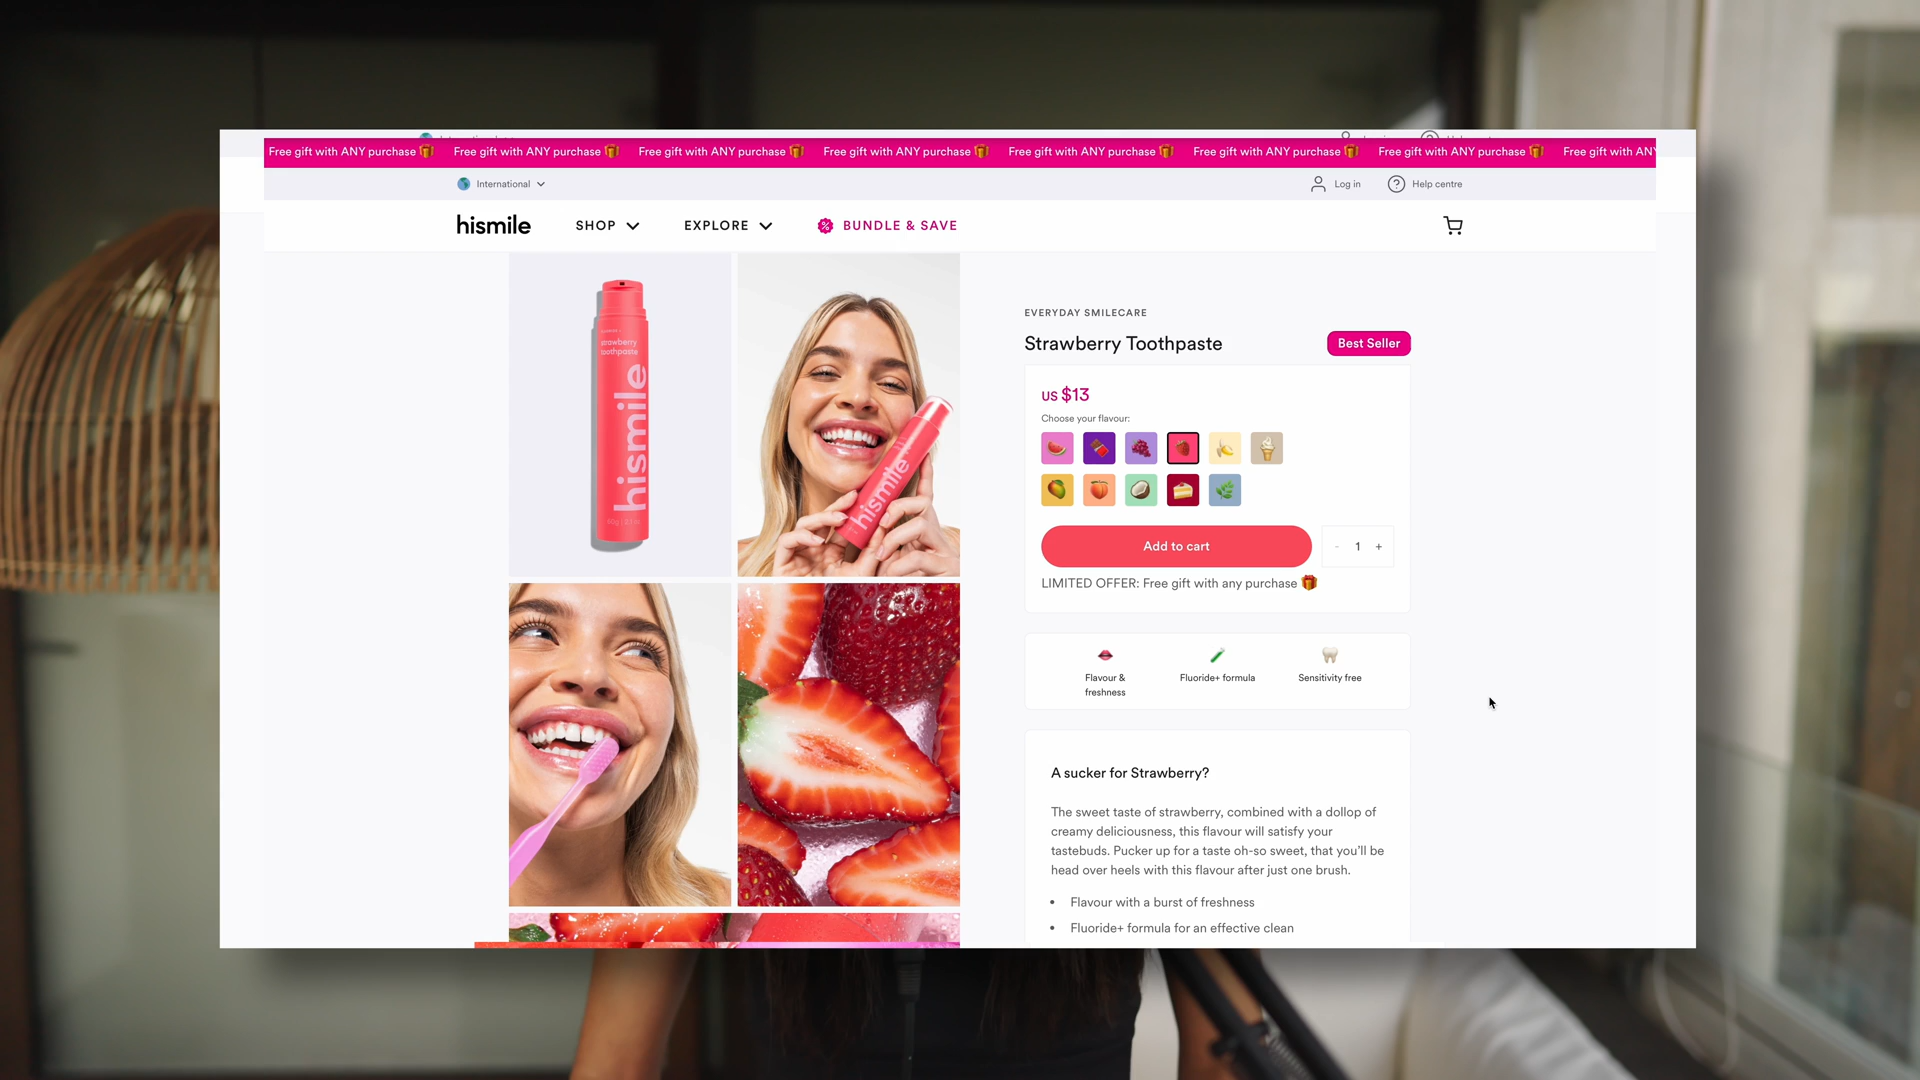 Free gift with ANY purchase Free gift with ANY purchase Free gift with ANY purchase Free gift with ANY purchase Free gift with ANY purchase Free gift with ANY purchase Free gift with ANY purchase Free gift with ANY
International
Log in
Help centre
hismile
SHOP
EXPLORE
BUNDLE & SAVE
strawberry
toothpaste
hismile
hismile
EVERYDAY SMILECARE
Strawberry Toothpaste
Best Seller
US $13
Choose your flavour:
Add to cart
- 1 +
LIMITED OFFER: Free gift with any purchase
Flavour &
freshness
Fluoride+ formula
Sensitivity free
A sucker for Strawberry?
The sweet taste of strawberry, combined with a dollop of
creamy deliciousness, this flavour will satisfy your
tastebuds. Pucker up for a taste oh-so sweet, that you'll be
head over heels with this flavour after just one brush.
• Flavour with a burst of freshness
• Fluoride+ formula for an effective clean